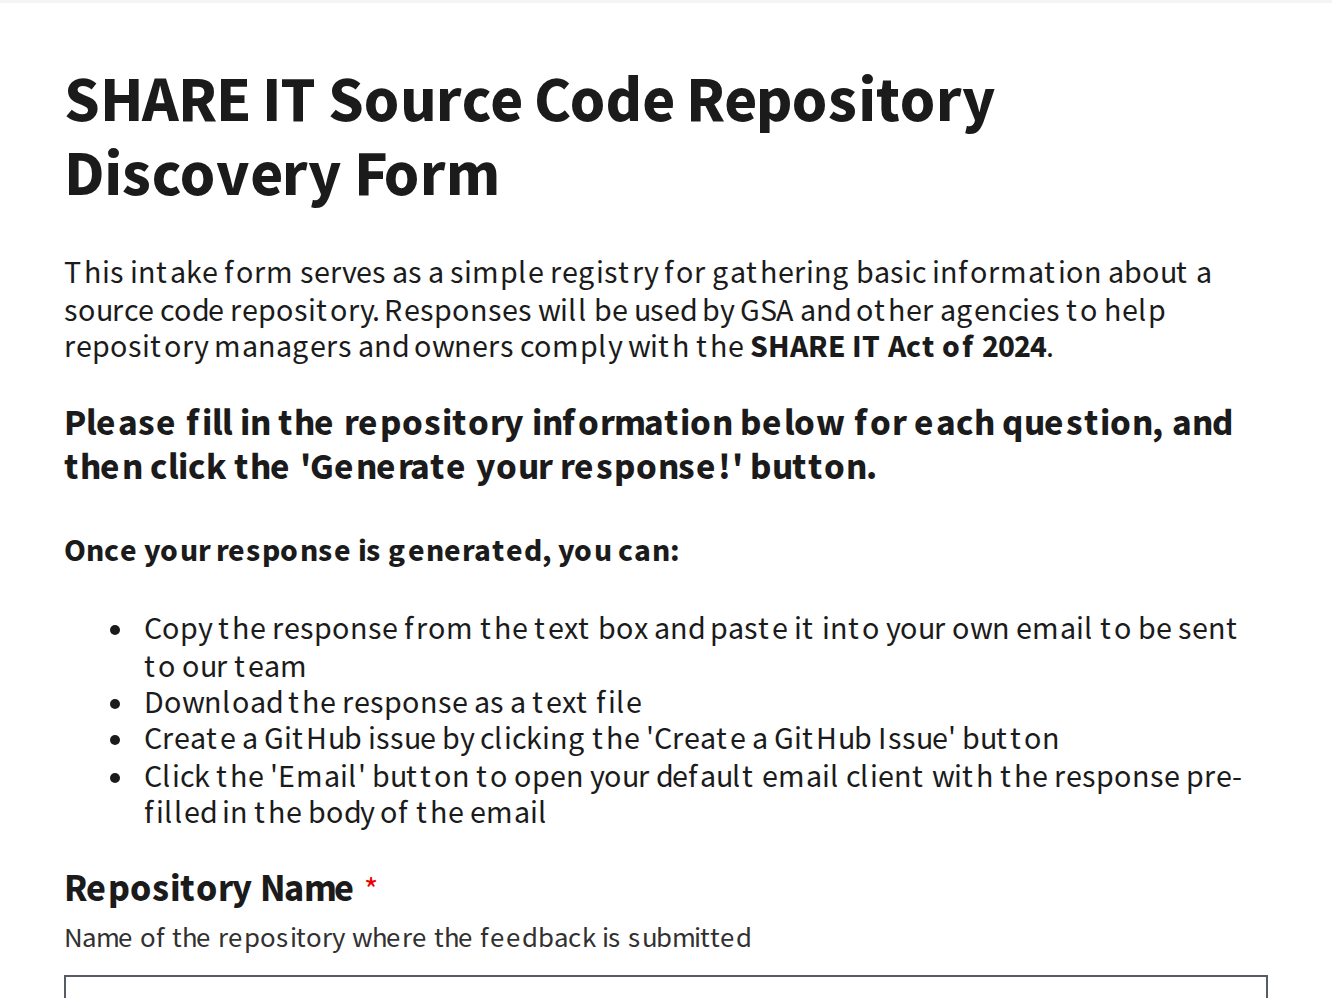 SHARE IT Source Code Repository
Discovery Form
This intake form serves as a simple registry for gathering basic information about a
source code repository. Responses will be used by GSA and other agencies to help
repository managers and owners comply with the SHARE IT Act of 2024.
Please fill in the repository information below for each question, and
then click the 'Generate your response!' button.
Once your response is generated, you can:
• Copy the response from the text box and paste it into your own email to be sent
to our team
• Download the response as a text file
• Create a GitHub issue by clicking the 'Create a GitHub Issue' button
• Click the 'Email' button to open your default email client with the response pre-
filled in the body of the email
Repository Name *
Name of the repository where the feedback is submitted